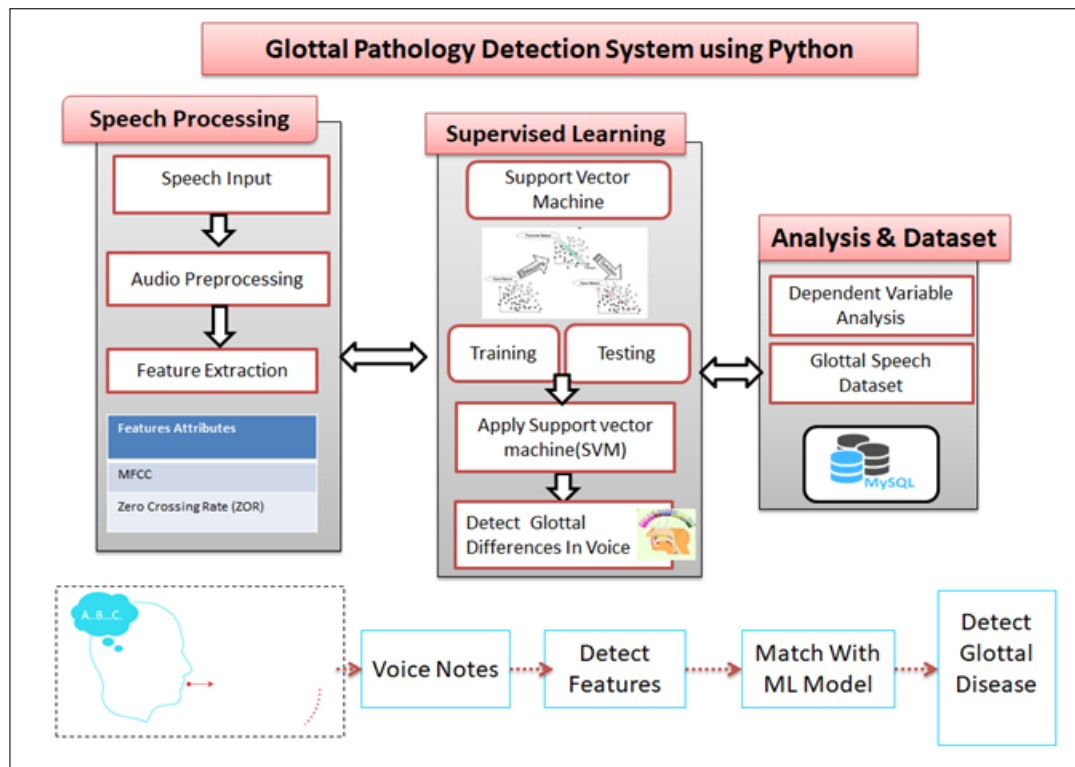 Glottal Pathology Detection System using Python
Speech Processing
Speech Input
Audio Preprocessing
Feature Extraction
Features Attributes
MFCC
Zero Crossing Rate (ZOR)
Supervised Learning
Support Vector
Machine
Training
Testing
Apply Support vector
machine(SVM)
Detect Glottal
Differences In Voice
Analysis & Dataset
Dependent Variable
Analysis
Glottal Speech
Dataset
MySQL
A..B...C.
Voice Notes
Detect
Features
Match With
ML Model
Detect
Glottal
Disease